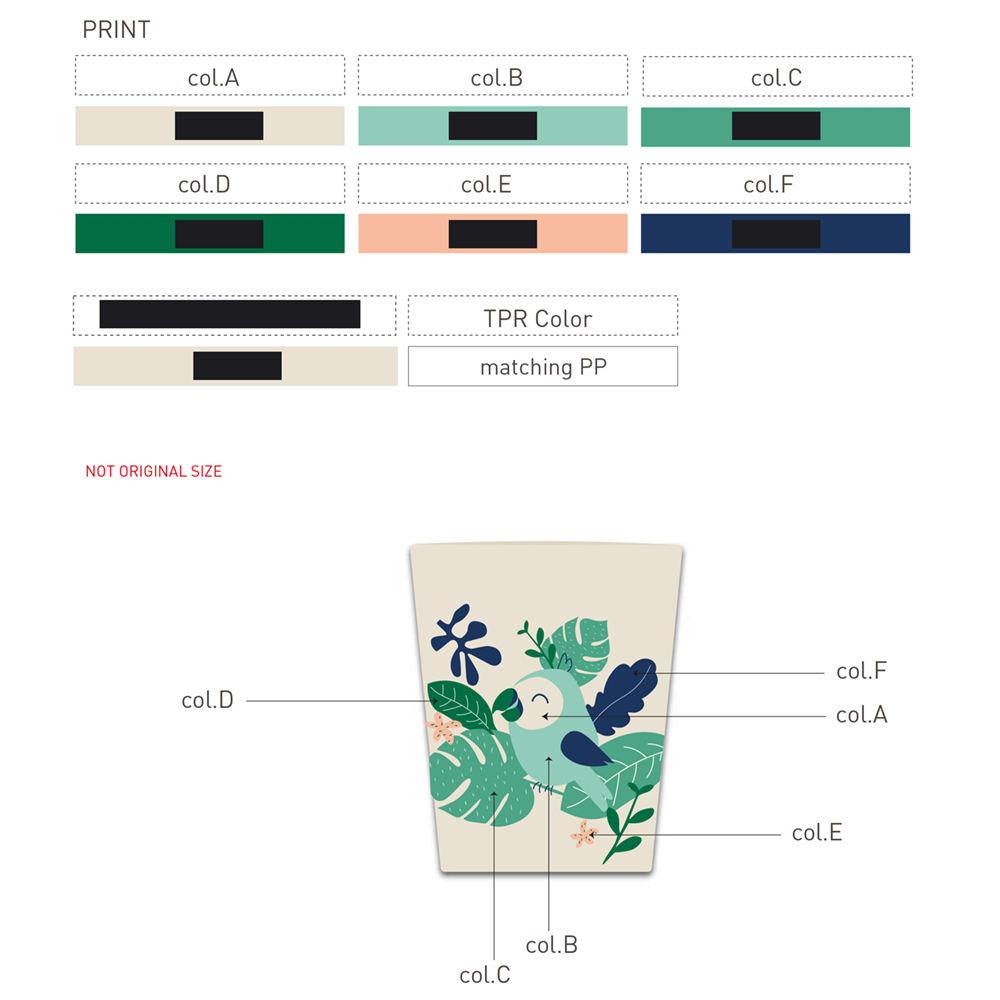 PRINT
col.A
col.B
col.C
col.D
col.E
col.F
TPR Color
matching PP
NOT ORIGINAL SIZE
col.F
col.D
col.A
col.E
col.B
col.C